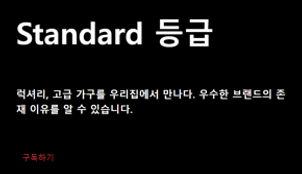 Standard 등급
럭셔리, 고급 가구를 우리집에서 만나다. 우수한 브랜드의 존
재 이유를 알 수 있습니다.
구독하기